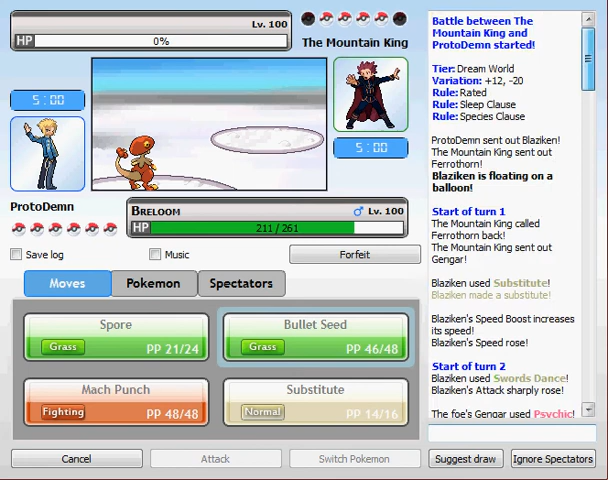 Lv. 100
HP 0%
The Mountain King
5:00
5:00
ProtoDemn
BRELOOM ♂ Lv. 100
HP 211 / 261
Save log
Music
Forfeit
Moves
Pokemon
Spectators
Spore
Grass PP 21/24
Bullet Seed
Grass PP 46/48
Mach Punch
Fighting PP 48/48
Substitute
Normal PP 14/16
Cancel
Attack
Switch Pokemon
Battle between The
Mountain King and
ProtoDemn started!
Tier: Dream World
Variation: +12, -20
Rule: Rated
Rule: Sleep Clause
Rule: Species Clause
ProtoDemn sent out Blaziken!
The Mountain King sent out
Ferrothorn!
Blaziken is floating on a
balloon!
Start of turn 1
The Mountain King called
Ferrothorn back!
The Mountain King sent out
Gengar!
Blaziken used Substitute!
Blaziken made a substitute!
Blaziken's Speed Boost increases
its speed!
Blaziken's Speed rose!
Start of turn 2
Blaziken used Swords Dance!
Blaziken's Attack sharply rose!
The foe's Gengar used Psychic!
Suggest draw
Ignore Spectators